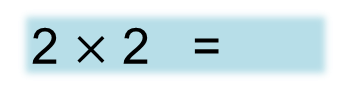 2 × 2 =